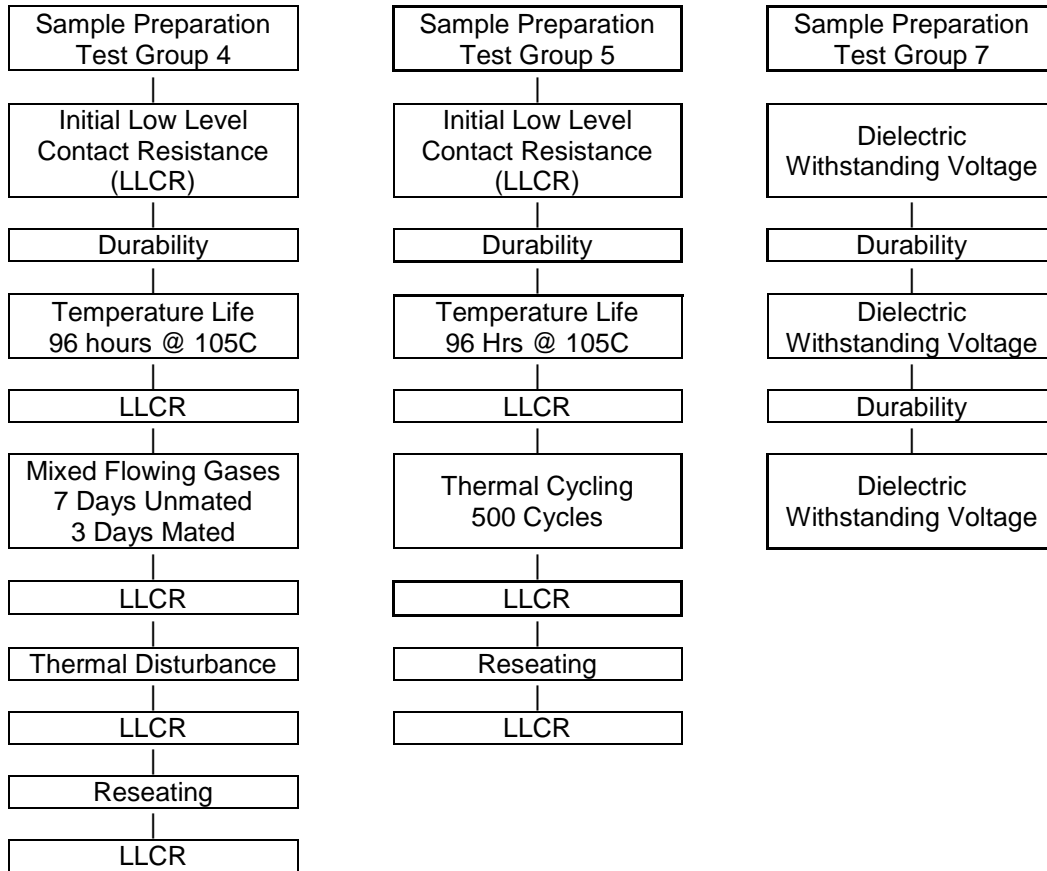 Sample Preparation
Test Group 4
Initial Low Level
Contact Resistance
(LLCR)
Durability
Temperature Life
96 hours @ 105C
LLCR
Mixed Flowing Gases
7 Days Unmated
3 Days Mated
LLCR
Thermal Disturbance
LLCR
Reseating
LLCR
Sample Preparation
Test Group 5
Initial Low Level
Contact Resistance
(LLCR)
Durability
Temperature Life
96 Hrs @ 105C
LLCR
Thermal Cycling
500 Cycles
LLCR
Reseating
LLCR
Sample Preparation
Test Group 7
Dielectric
Withstanding Voltage
Durability
Dielectric
Withstanding Voltage
Durability
Dielectric
Withstanding Voltage